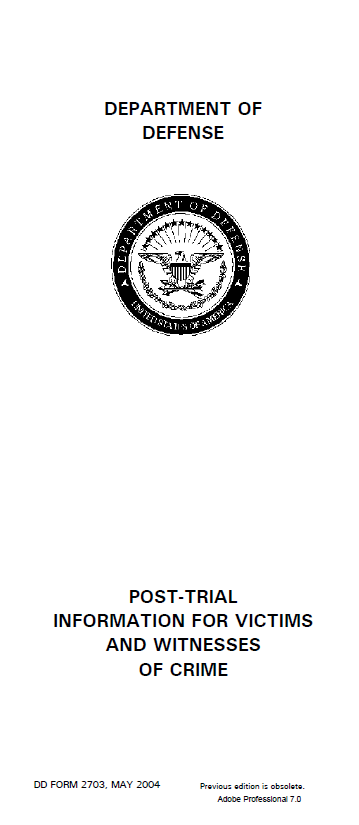 DEPARTMENT OF
DEFENSE
DEPARTMENT OF DEFENSE
UNITED STATES OF AMERICA
POST-TRIAL
INFORMATION FOR VICTIMS
AND WITNESSES
OF CRIME
DD FORM 2703, MAY 2004
Previous edition is obsolete.
Adobe Professional 7.0